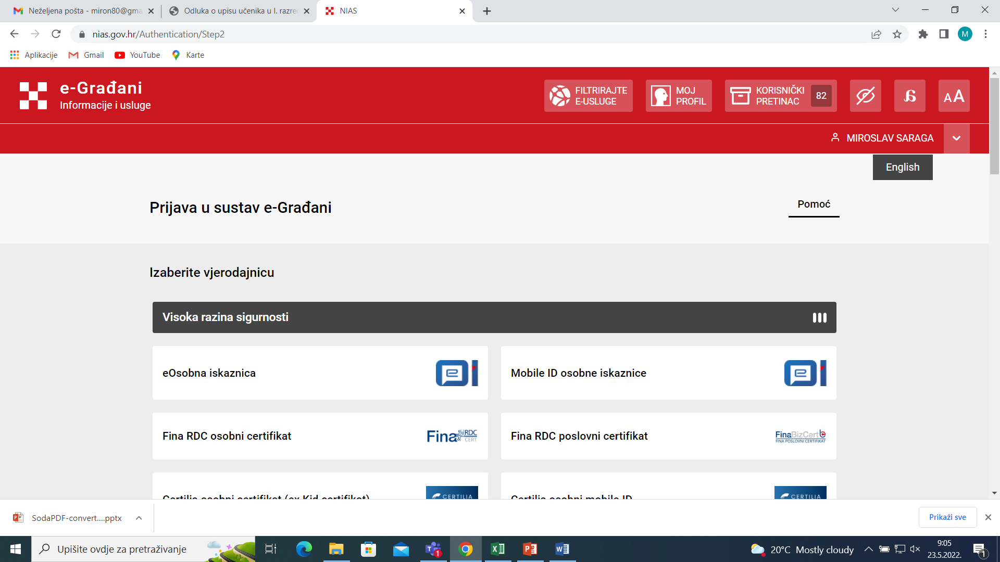 Neželjena pošta - miron80@gma
Odluka o upisu učenika u I. razre
NIAS
nias.gov.hr/Authentication/Step2
M
Aplikacije
Gmail
YouTube
Karte
e-Građani
Informacije i usluge
FILTRIRAJTE
E-USLUGE
MOJ
PROFIL
KORISNIČKI
PRETINAC
82
AA
MIROSLAV SARAGA
English
Prijava u sustav e-Građani
Pomoć
Izaberite vjerodajnicu
Visoka razina sigurnosti
eOsobna iskaznica
Mobile ID osobne iskaznice
Fina RDC osobni certifikat
Fina RDC CERT
Fina RDC poslovni certifikat
FinaBizCert
FINA POSLOVNI CERTIFIKAT
Certilia osobni certifikat (ex Kid certifikat)
CERTILIA
Certilia osobni mobile ID
CERTILIA
SodaPDF-convert....pptx
Prikaži sve
Upišite ovdje za pretraživanje
1
20°C Mostly cloudy
9:05
23.5.2022.
1